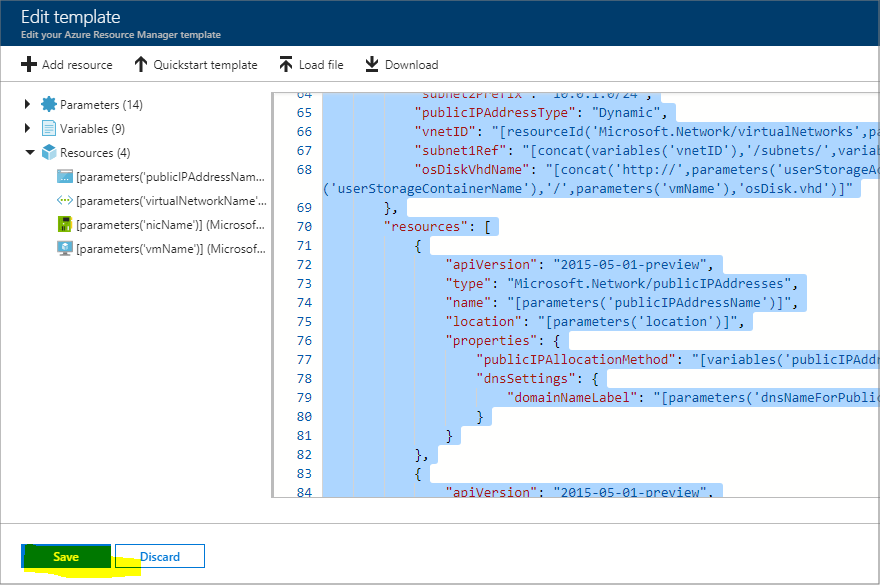 Edit template
Edit your Azure Resource Manager template
Add resource
Quickstart template
Load file
Download
Parameters (14)
Variables (9)
Resources (4)
[parameters('publicIPAddressNam...
[parameters('virtualNetworkName'...
[parameters('nicName')] (Microsof...
[parameters('vmName')] (Microsof...
64 "subnet2Prefix": "10.0.1.0/24",
65 "publicIPAddressType": "Dynamic",
66 "vnetID": "[resourceId('Microsoft.Network/virtualNetworks',pa
67 "subnet1Ref": "[concat(variables('vnetID'),'/subnets/',variab
68 "osDiskVhdName": "[concat('http://',parameters('userStorageAc
('userStorageContainerName'),'/',parameters('vmName'),'osDisk.vhd')]"
69 },
70 "resources": [
71 {
72 "apiVersion": "2015-05-01-preview",
73 "type": "Microsoft.Network/publicIPAddresses",
74 "name": "[parameters('publicIPAddressName')]",
75 "location": "[parameters('location')]",
76 "properties": {
77 "publicIPAllocationMethod": "[variables('publicIPAddr
78 "dnsSettings": {
79 "domainNameLabel": "[parameters('dnsNameForPublic
80 }
81 }
82 },
83 {
84 "apiVersion": "2015-05-01-preview",
Save
Discard